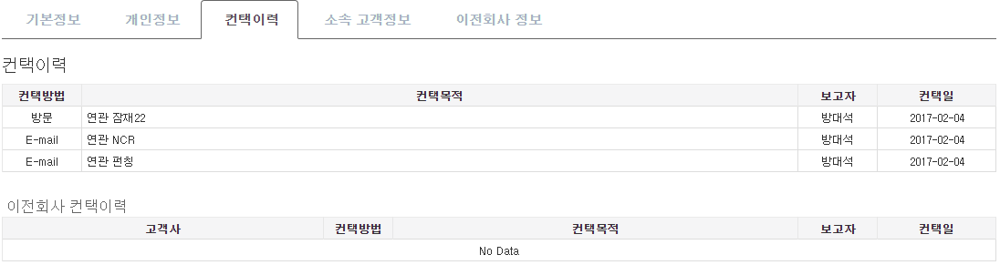 기본정보 개인정보 컨택이력 소속 고객정보 이전회사 정보
컨택이력
컨택방법 컨택목적 보고자 컨택일
방문 연관 잠재22 방대석 2017-02-04
E-mail 연관 NCR 방대석 2017-02-04
E-mail 연관 펀칭 방대석 2017-02-04
이전회사 컨택이력
고객사 컨택방법 컨택목적 보고자 컨택일
No Data